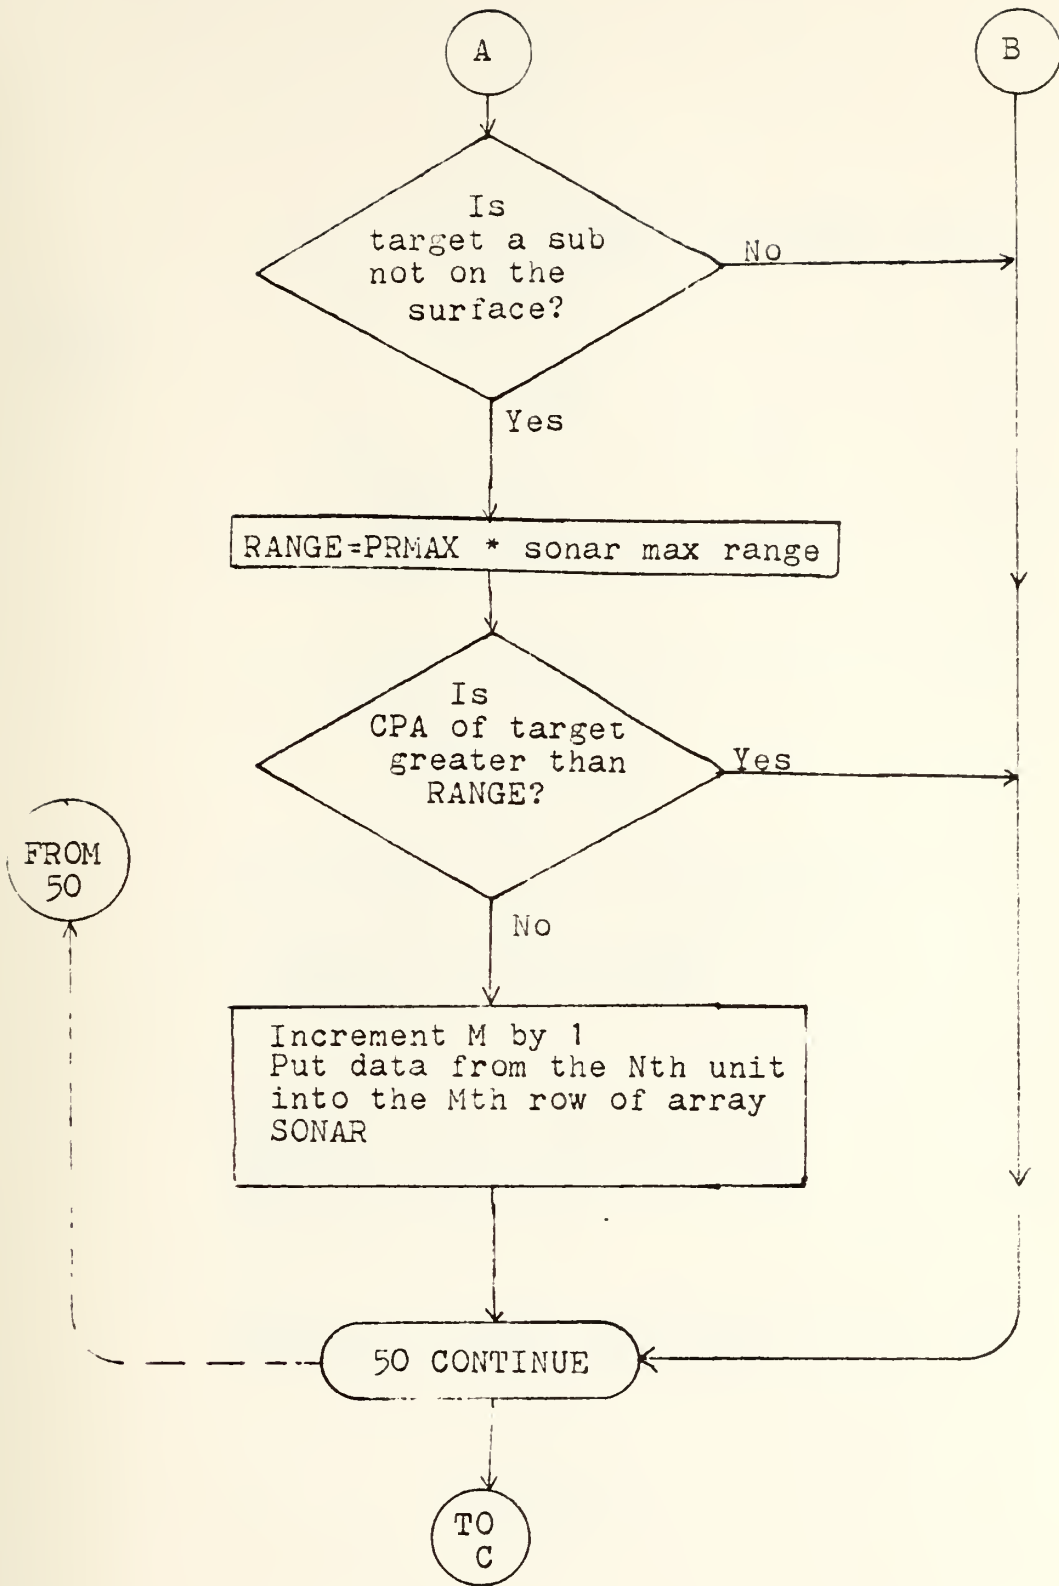 A
B
Is
target a sub
not on the
surface?
No
Yes
RANGE=PRMAX * sonar max range
Is
CPA of target
greater than
RANGE?
Yes
FROM
50
No
Increment M by 1
Put data from the Nth unit
into the Mth row of array
SONAR
50 CONTINUE
TO
C